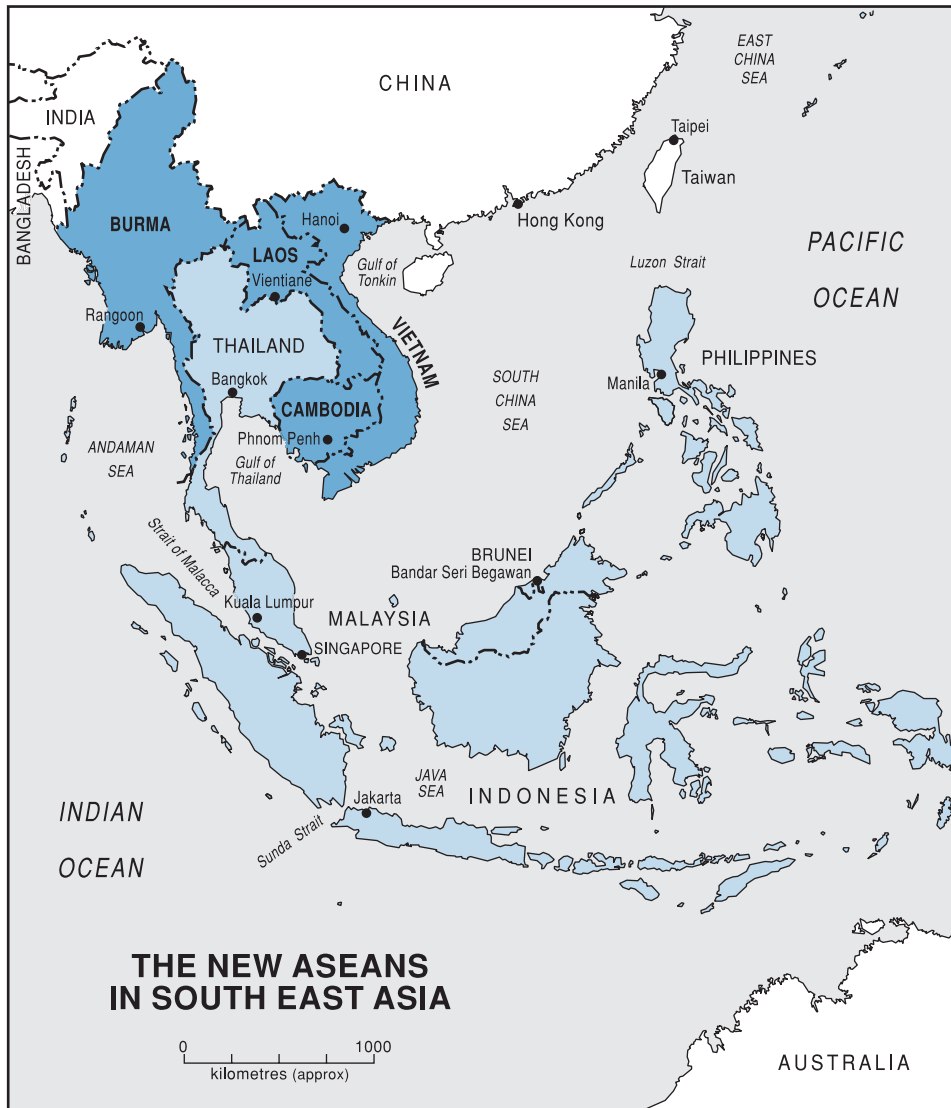 EAST
CHINA
SEA
CHINA
INDIA
BANGLADESH
Taipei
Taiwan
BURMA
Hanoi
Hong Kong
LAOS
Gulf of
Tonkin
PACIFIC
OCEAN
Luzon Strait
Vientiane
Rangoon
THAILAND
VIETNAM
PHILIPPINES
Bangkok
Manila
SOUTH
CHINA
SEA
CAMBODIA
Phnom Penh
ANDAMAN
SEA
Gulf of
Thailand
Strait of Malacca
BRUNEI
Bandar Seri Begawan
Kuala Lumpur
MALAYSIA
SINGAPORE
JAVA
SEA
INDONESIA
Jakarta
Sunda Strait
INDIAN
OCEAN
THE NEW ASEANS
IN SOUTH EAST ASIA
0 1000
kilometres (approx)
AUSTRALIA